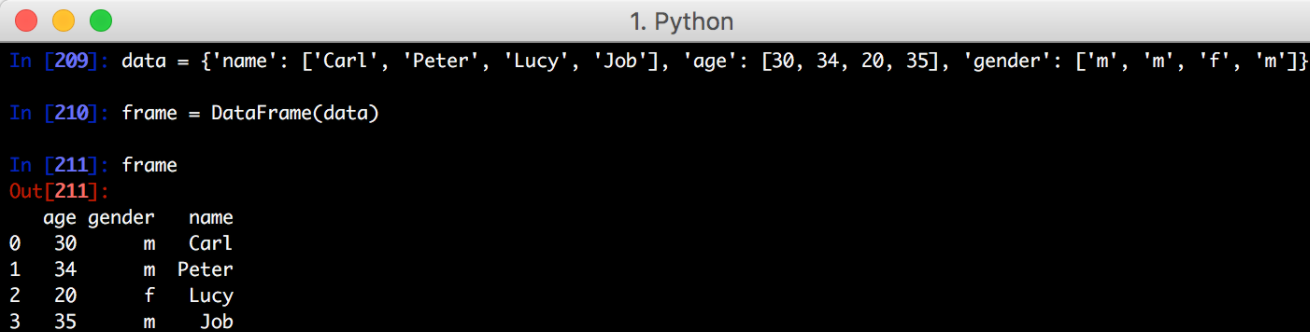 1. Python
In [209]: data = {'name': ['Carl', 'Peter', 'Lucy', 'Job'], 'age': [30, 34, 20, 35], 'gender': ['m', 'm', 'f', 'm']}
In [210]: frame = DataFrame(data)
In [211]: frame
Out[211]:
   age gender   name
0   30      m   Carl
1   34      m  Peter
2   20      f   Lucy
3   35      m    Job